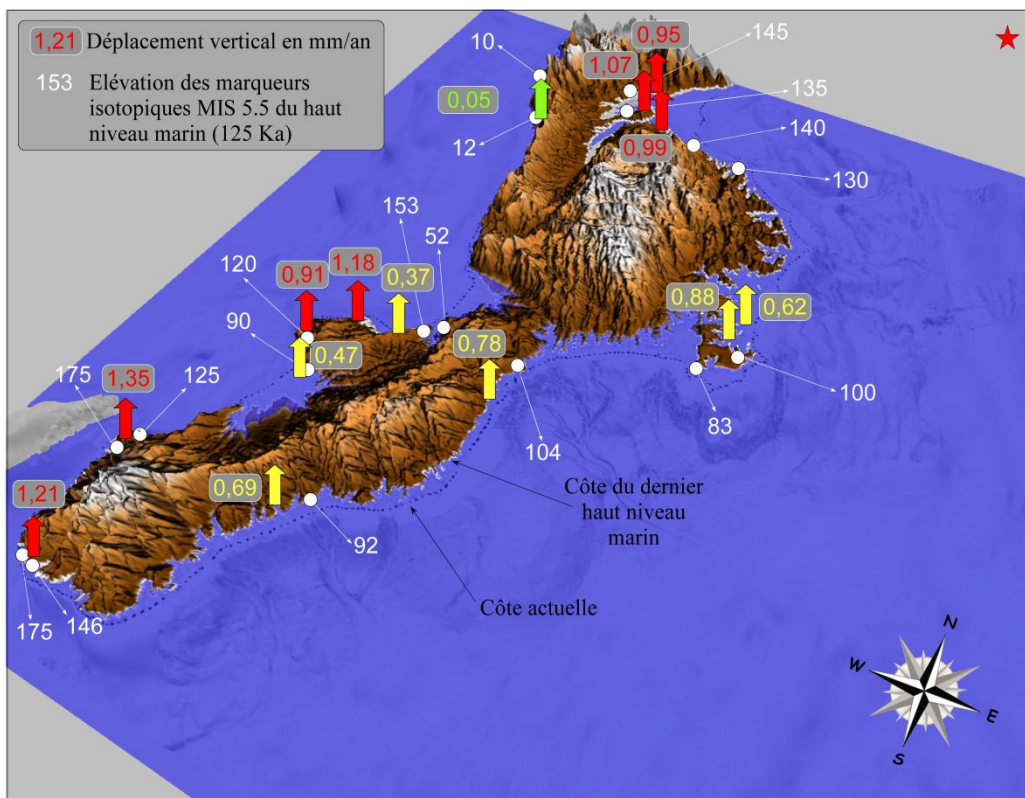 1,21 Déplacement vertical en mm/an
153 Elévation des marqueurs
isotopiques MIS 5.5 du haut
niveau marin (125 Ka)
0,95
145
10
1,07
135
0,05
12
0,99
140
130
153
52
120
0,91
1,18
0,37
0,88
0,62
90
0,47
0,78
175
1,35
125
100
83
104
1,21
0,69
Côte du dernier
haut niveau
marin
92
Côte actuelle
175
146
N
W
E
S